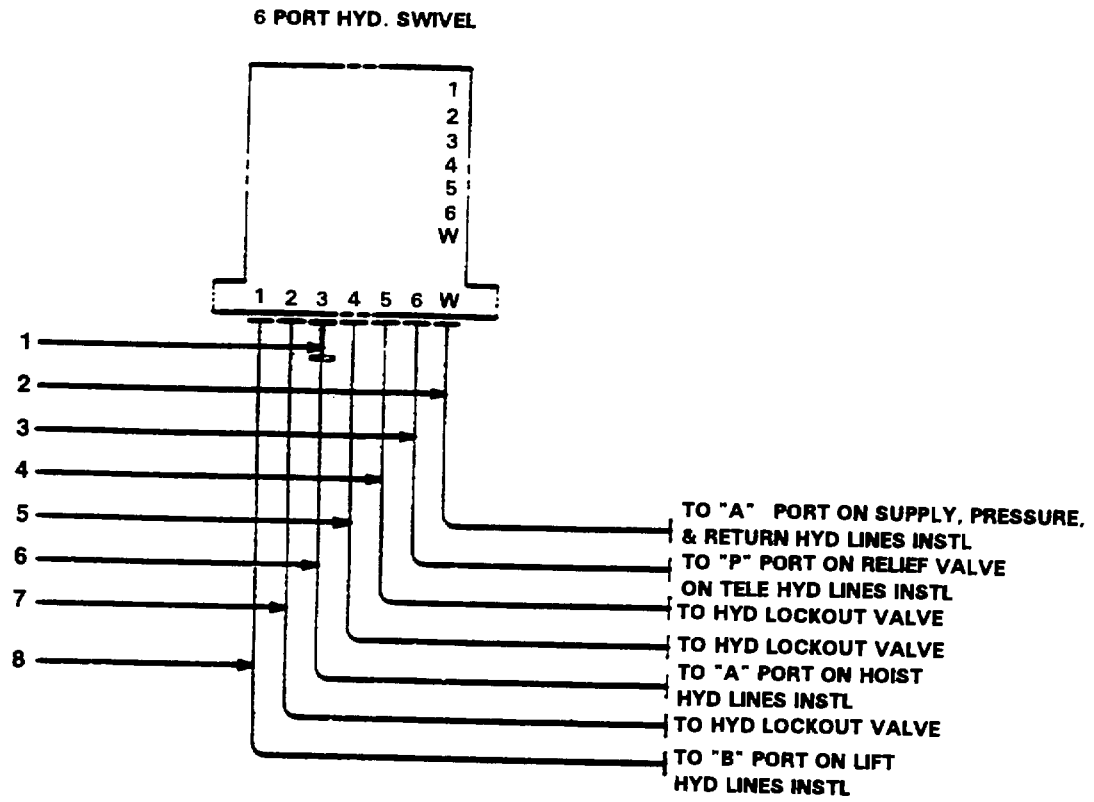 6 PORT HYD. SWIVEL
1
2
3
4
5
6
W
1 2 3 4 5 6 W
1
2
3
4
5
6
7
8
TO "A" PORT ON SUPPLY, PRESSURE,
& RETURN HYD LINES INSTL
TO "P" PORT ON RELIEF VALVE
ON TELE HYD LINES INSTL
TO HYD LOCKOUT VALVE
TO HYD LOCKOUT VALVE
TO "A" PORT ON HOIST
HYD LINES INSTL
TO HYD LOCKOUT VALVE
TO "B" PORT ON LIFT
HYD LINES INSTL